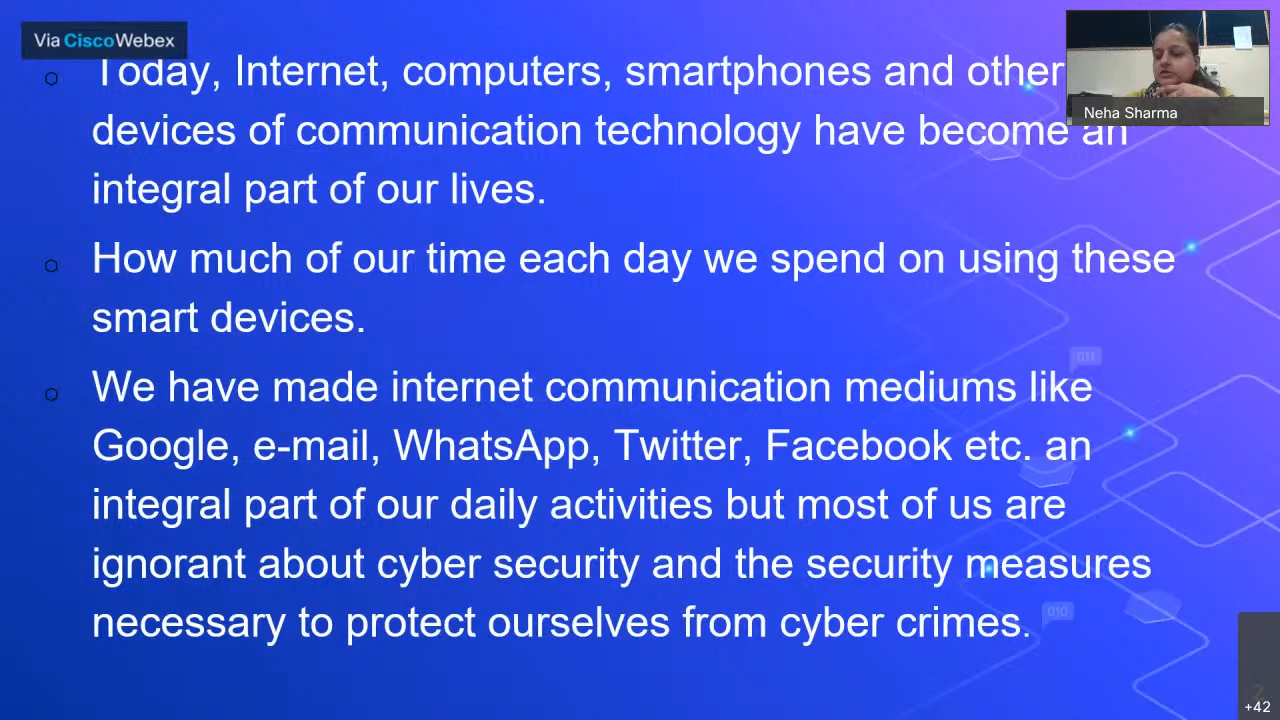 Via CiscoWebex
Today, Internet, computers, smartphones and other
devices of communication technology have become an
integral part of our lives.
How much of our time each day we spend on using these
smart devices.
We have made internet communication mediums like
Google, e-mail, WhatsApp, Twitter, Facebook etc. an
integral part of our daily activities but most of us are
ignorant about cyber security and the security measures
necessary to protect ourselves from cyber crimes.
Neha Sharma
011
010
2
+42